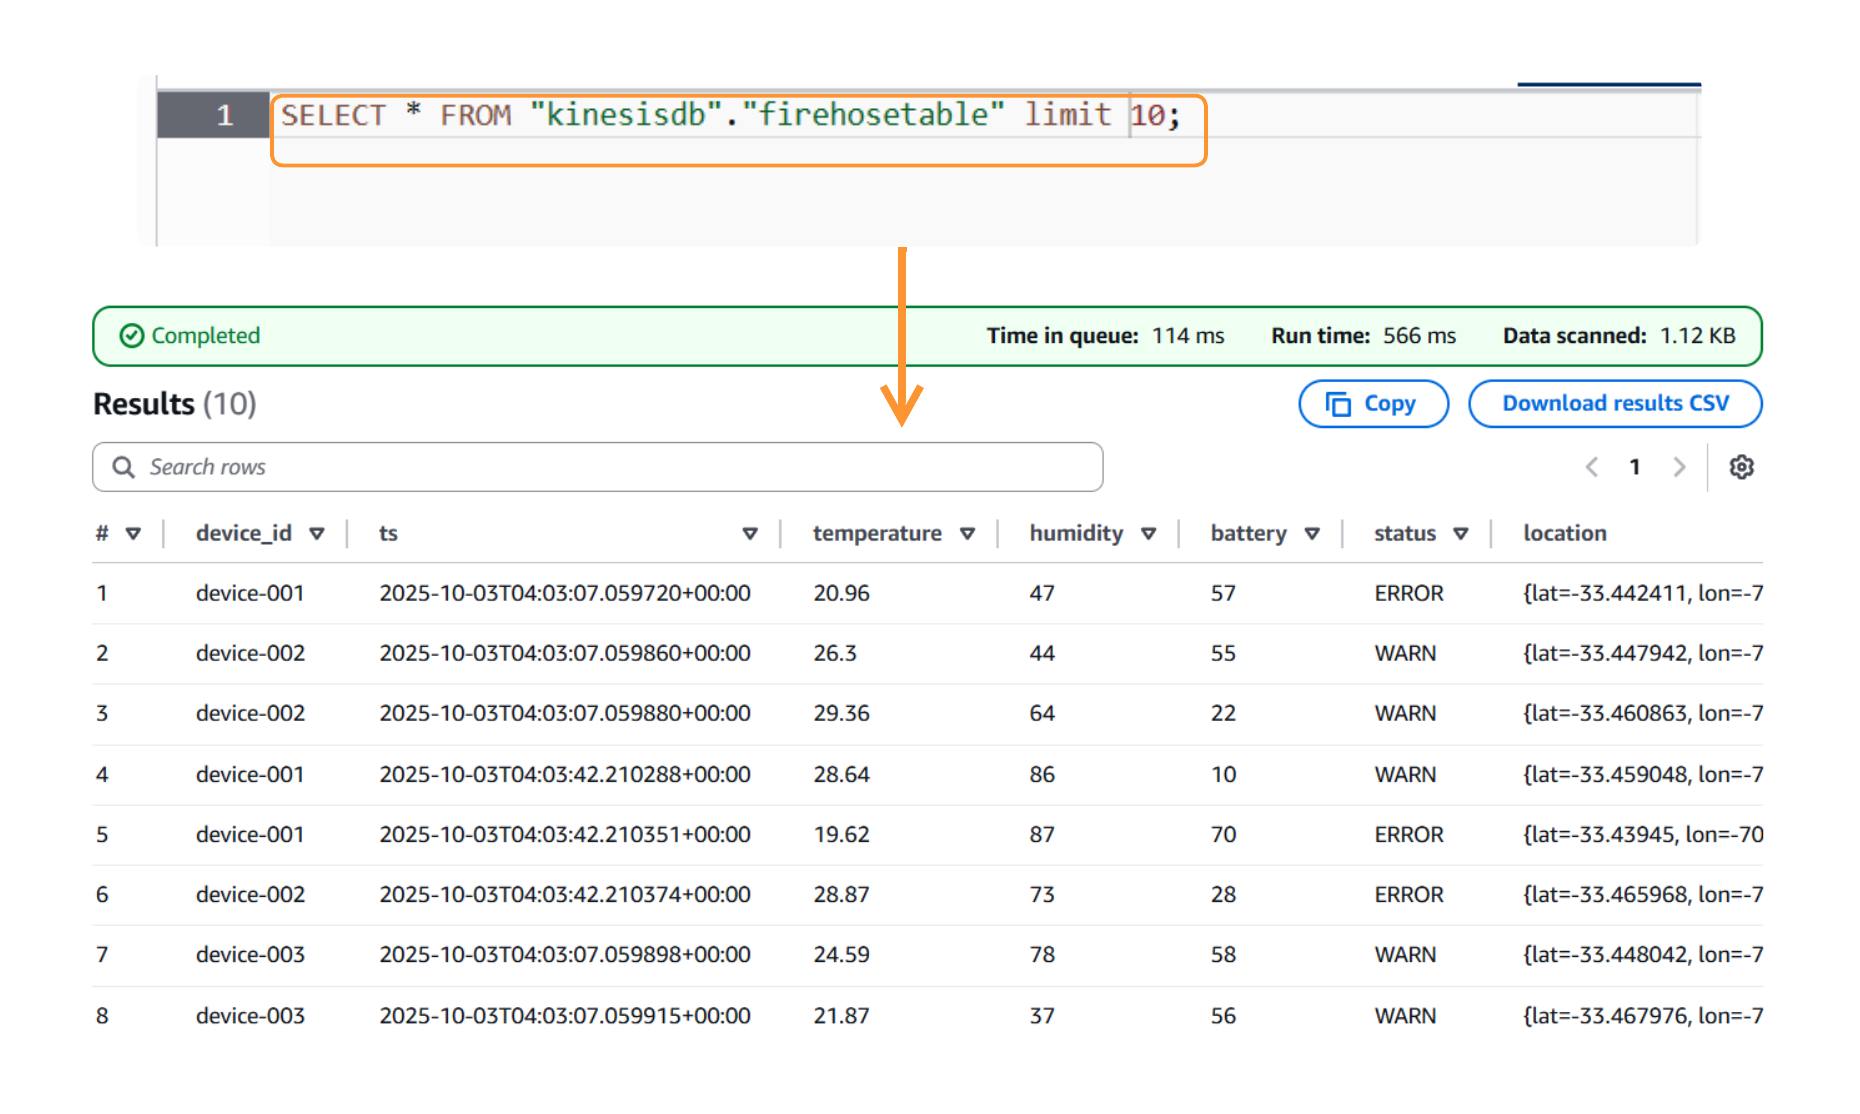 1 SELECT * FROM "kinesisdb"."firehosetable" limit 10;
Completed Time in queue: 114 ms Run time: 566 ms Data scanned: 1.12 KB
Results (10) Copy Download results CSV
Search rows 1
# device_id ts temperature humidity battery status location
1 device-001 2025-10-03T04:03:07.059720+00:00 20.96 47 57 ERROR {lat=-33.442411, lon=-7
2 device-002 2025-10-03T04:03:07.059860+00:00 26.3 44 55 WARN {lat=-33.447942, lon=-7
3 device-002 2025-10-03T04:03:07.059880+00:00 29.36 64 22 WARN {lat=-33.460863, lon=-7
4 device-001 2025-10-03T04:03:42.210288+00:00 28.64 86 10 WARN {lat=-33.459048, lon=-7
5 device-001 2025-10-03T04:03:42.210351+00:00 19.62 87 70 ERROR {lat=-33.43945, lon=-70
6 device-002 2025-10-03T04:03:42.210374+00:00 28.87 73 28 ERROR {lat=-33.465968, lon=-7
7 device-003 2025-10-03T04:03:07.059898+00:00 24.59 78 58 WARN {lat=-33.448042, lon=-7
8 device-003 2025-10-03T04:03:07.059915+00:00 21.87 37 56 WARN {lat=-33.467976, lon=-7